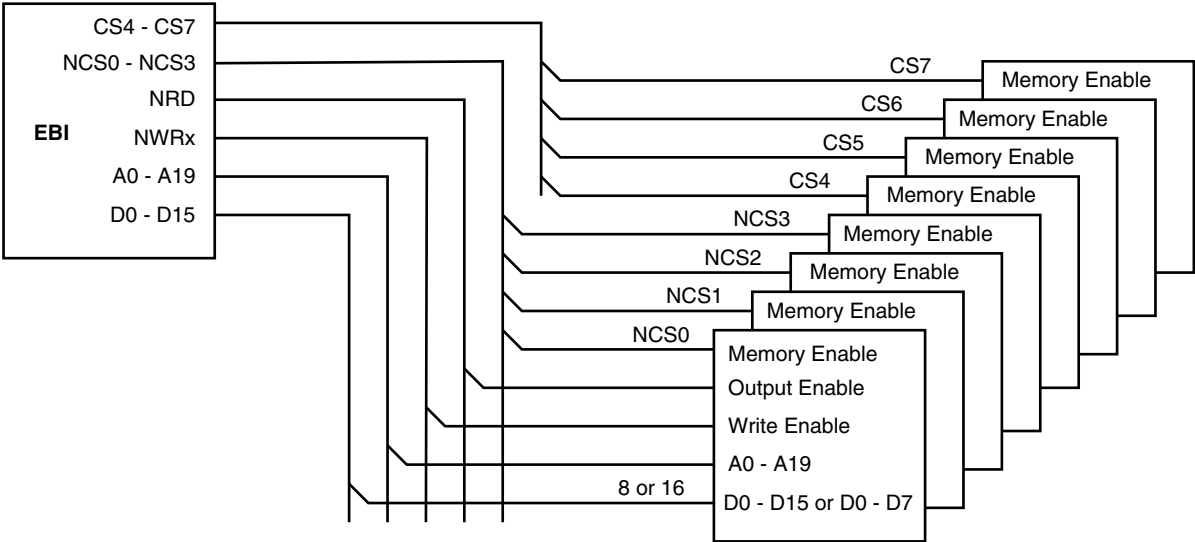 CS4 - CS7
NCS0 - NCS3
NRD
EBI
NWRx
A0 - A19
D0 - D15
CS7
Memory Enable
CS6
Memory Enable
CS5
Memory Enable
CS4
Memory Enable
NCS3
Memory Enable
NCS2
Memory Enable
NCS1
Memory Enable
NCS0
Memory Enable
Output Enable
Write Enable
A0 - A19
8 or 16
D0 - D15 or D0 - D7